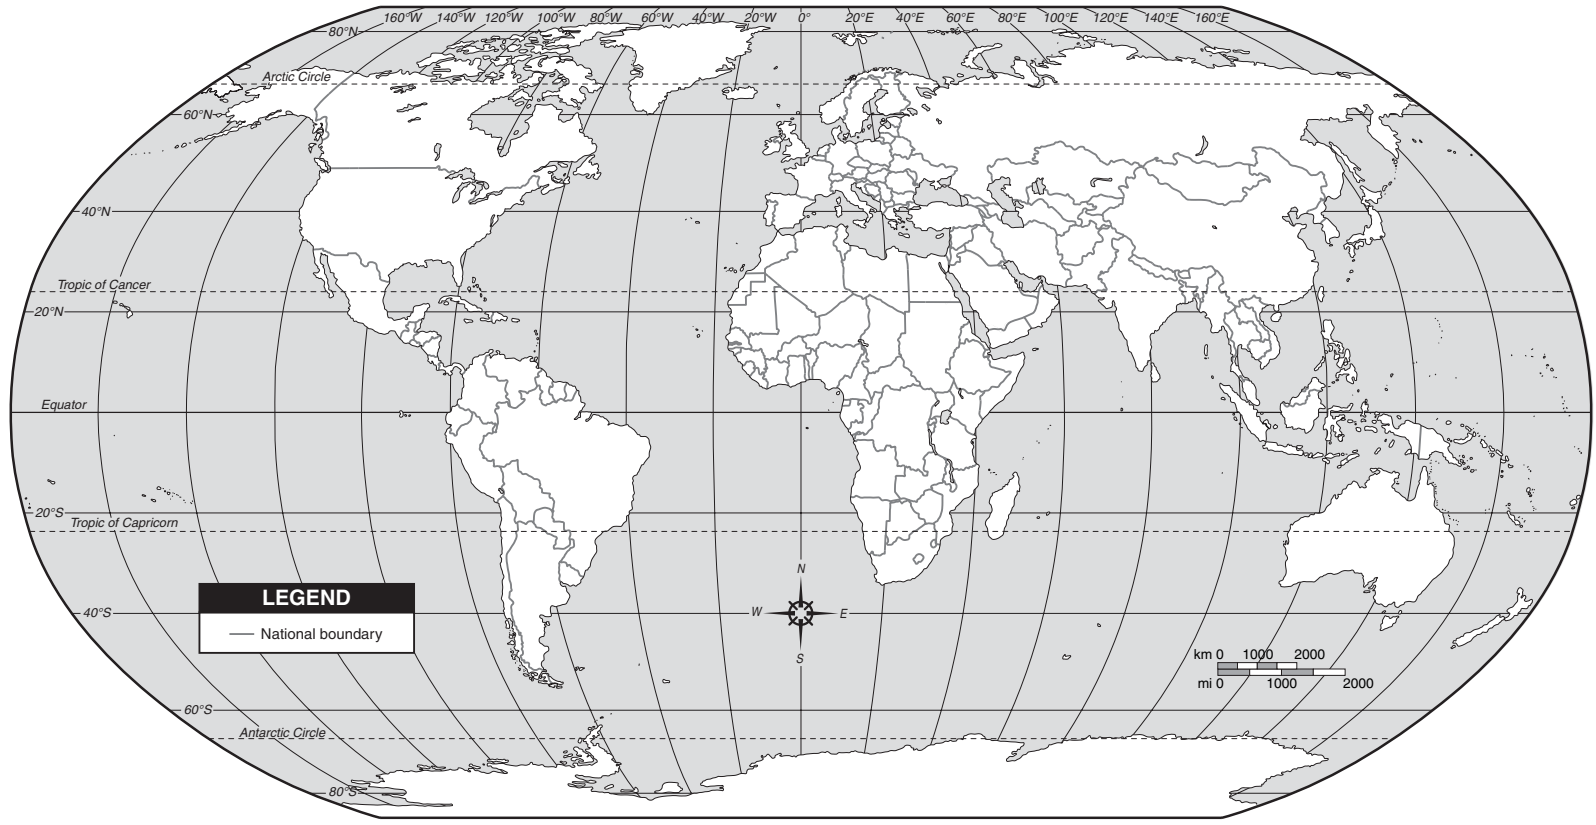 160°W 140°W 120°W 100°W 80°W 60°W 40°W 20°W 0° 20°E 40°E 60°E 80°E 100°E 120°E 140°E 160°E
80°N
Arctic Circle
60°N
40°N
Tropic of Cancer
20°N
Equator
20°S
Tropic of Capricorn
N
LEGEND
40°S
W E
National boundary
S
km 0 1000 2000
mi 0 1000 2000
60°S
Antarctic Circle
80°S